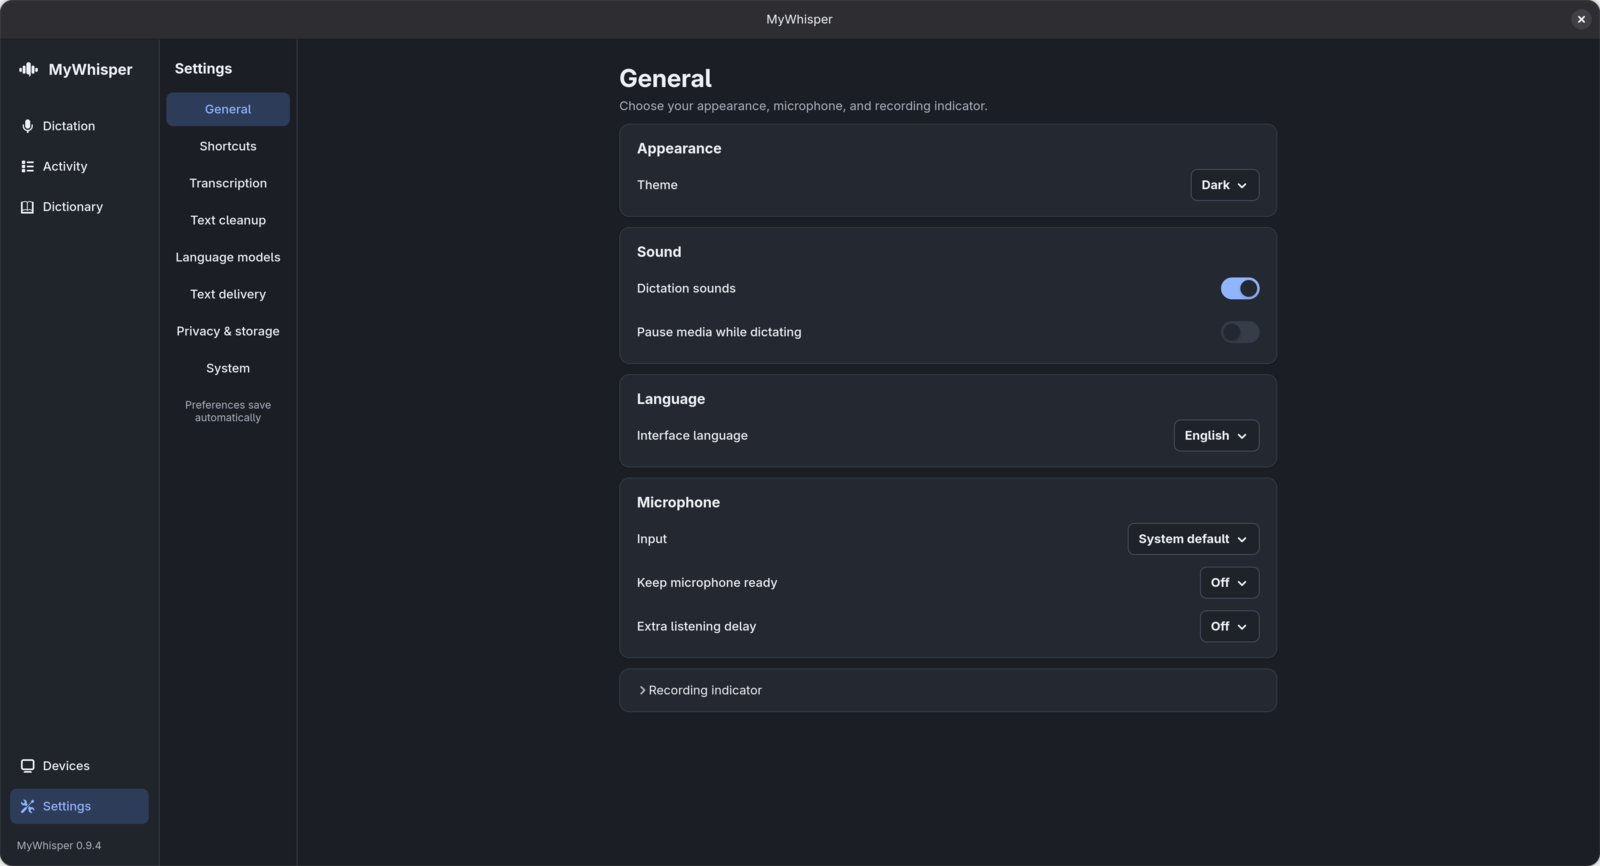 MyWhisper
MyWhisper
Dictation
Activity
Dictionary
Devices
Settings
MyWhisper 0.9.4
Settings
General
Shortcuts
Transcription
Text cleanup
Language models
Text delivery
Privacy & storage
System
Preferences save
automatically
General
Choose your appearance, microphone, and recording indicator.
Appearance
Theme Dark
Sound
Dictation sounds
Pause media while dictating
Language
Interface language English
Microphone
Input System default
Keep microphone ready Off
Extra listening delay Off
Recording indicator